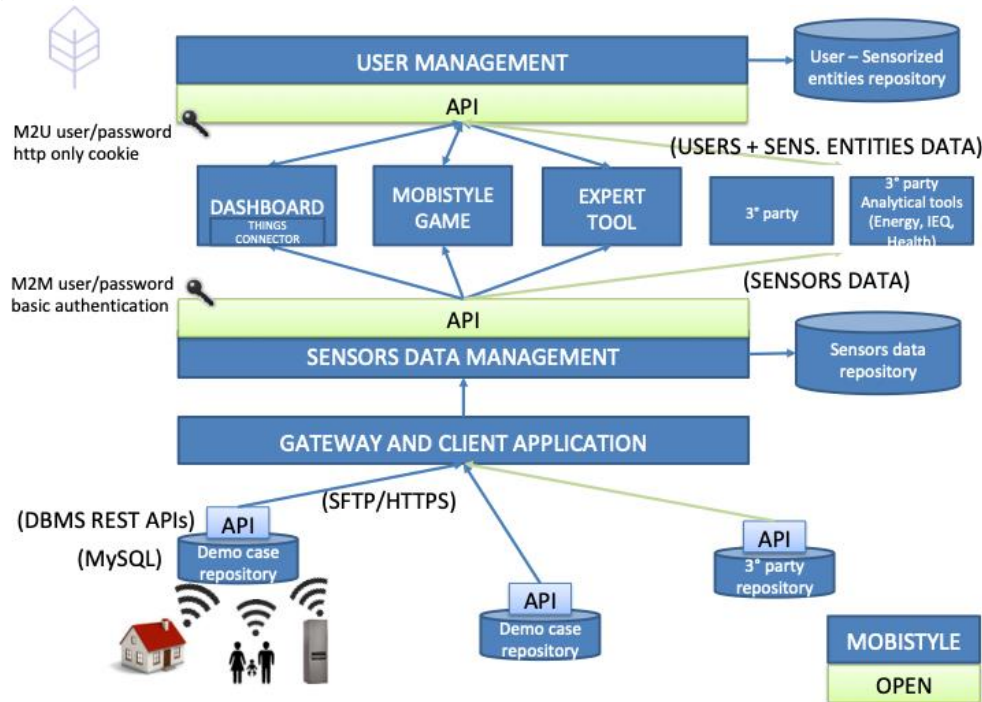 USER MANAGEMENT
User – Sensorized
entities repository
API
M2U user/password
http only cookie
(USERS + SENS. ENTITIES DATA)
DASHBOARD
THINGS
CONNECTOR
MOBISTYLE
GAME
EXPERT
TOOL
3° party
3° party
Analytical tools
(Energy, IEQ,
Health)
M2M user/password
basic authentication
(SENSORS DATA)
API
SENSORS DATA MANAGEMENT
Sensors data
repository
GATEWAY AND CLIENT APPLICATION
(SFTP/HTTPS)
(DBMS REST APIs)
API
(MySQL)
Demo case
repository
API
3° party
repository
API
Demo case
repository
MOBISTYLE
OPEN